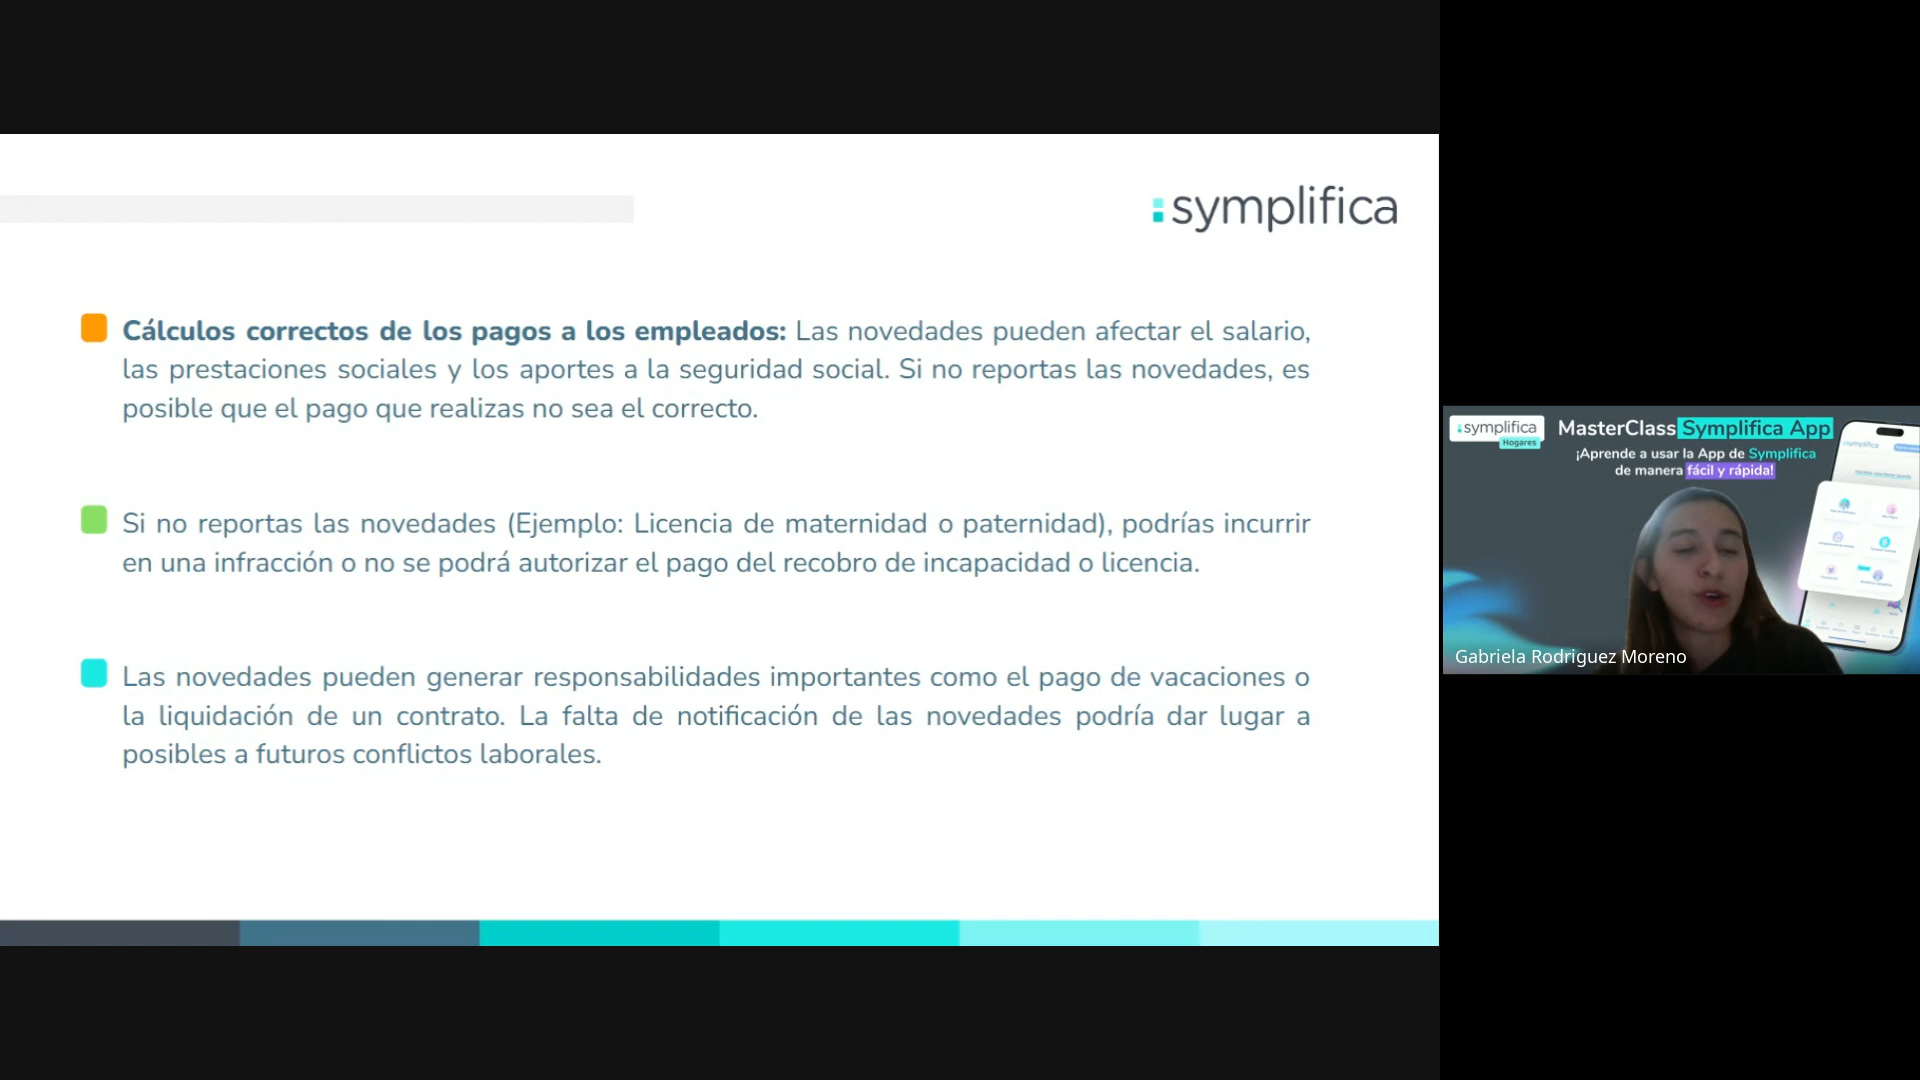 :symplifica
Cálculos correctos de los pagos a los empleados: Las novedades pueden afectar el salario,
las prestaciones sociales y los aportes a la seguridad social. Si no reportas las novedades, es
posible que el pago que realizas no sea el correcto.
Si no reportas las novedades (Ejemplo: Licencia de maternidad o paternidad), podrías incurrir
en una infracción o no se podrá autorizar el pago del recobro de incapacidad o licencia.
Las novedades pueden generar responsabilidades importantes como el pago de vacaciones o
la liquidación de un contrato. La falta de notificación de las novedades podría dar lugar a
posibles a futuros conflictos laborales.
:symplifica
Hogares
MasterClass Symplifica App
¡Aprende a usar la App de Symplifica
de manera fácil y rápida!
Gabriela Rodriguez Moreno